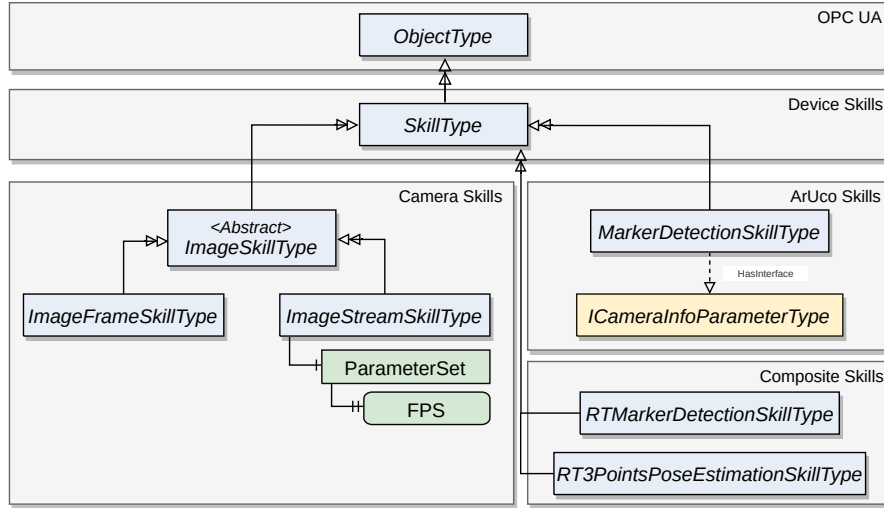 OPC UA
ObjectType
Device Skills
SkillType
Camera Skills
<Abstract>
ImageSkillType
ImageFrameSkillType
ImageStreamSkillType
ParameterSet
FPS
ArUco Skills
MarkerDetectionSkillType
HasInterface
ICameraInfoParameterType
Composite Skills
RTMarkerDetectionSkillType
RT3PointsPoseEstimationSkillType